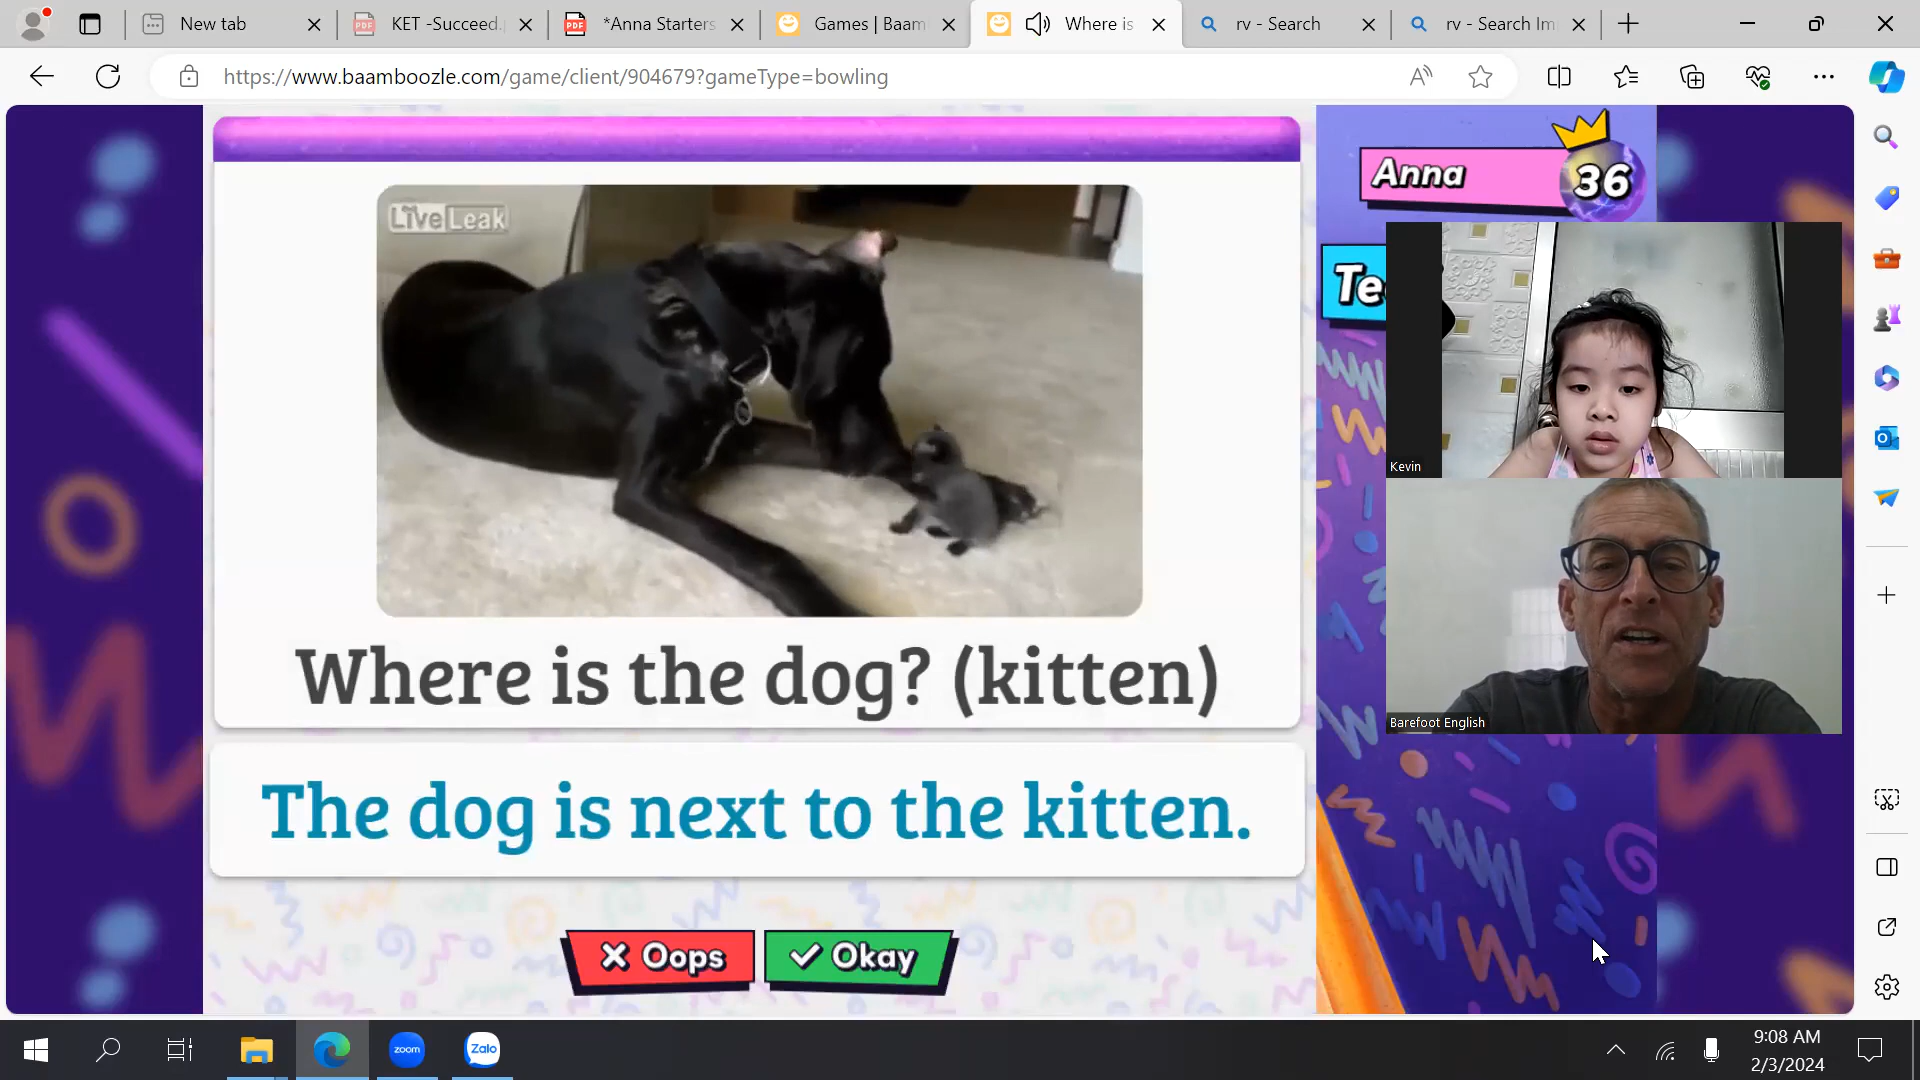 New tab
KET -Succeed.
*Anna Starters
Games | Baam
Where is
rv - Search
rv - Search Im
https://www.baamboozle.com/game/client/904679?gameType=bowling
LiveLeak
Where is the dog? (kitten)
The dog is next to the kitten.
Oops
Okay
Anna
36
Te
Kevin
Barefoot English
zoom
Zalo
9:08 AM
2/3/2024